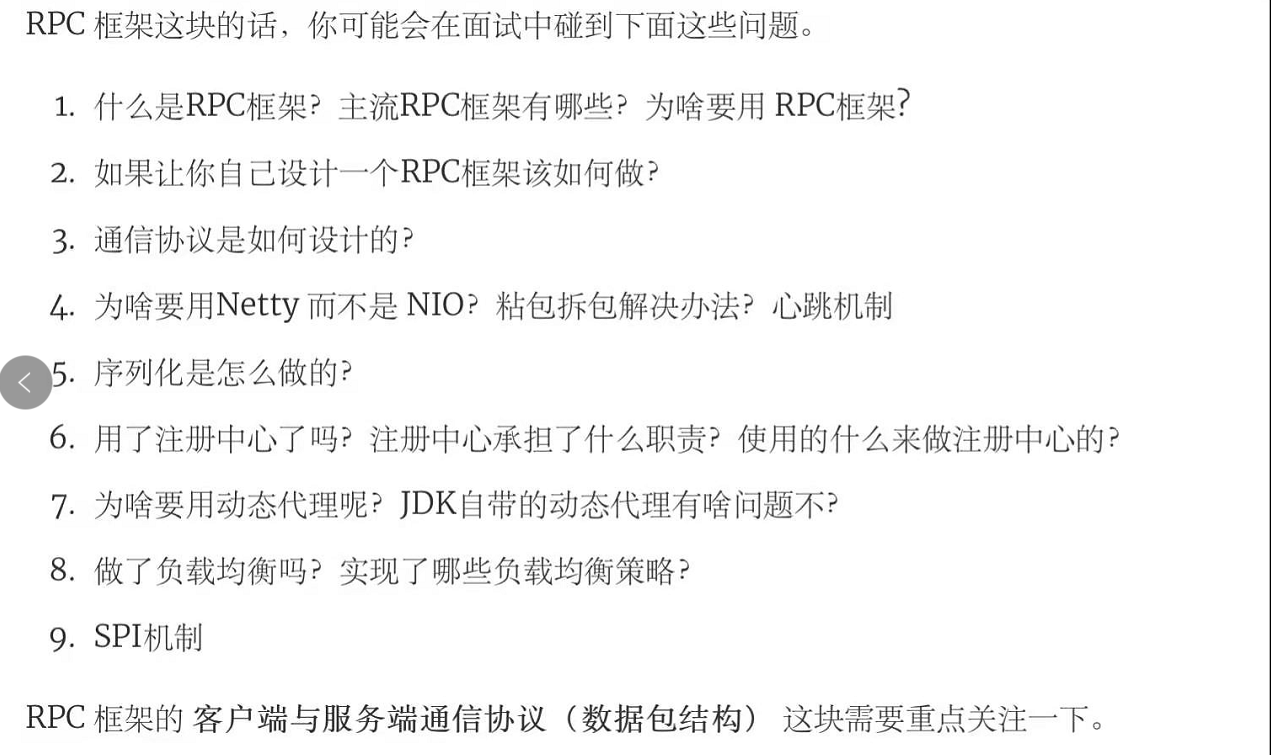 RPC 框架这块的话，你可能会在面试中碰到下面这些问题。
1. 什么是RPC框架？主流RPC框架有哪些？为啥要用 RPC框架?
2. 如果让你自己设计一个RPC框架该如何做？
3. 通信协议是如何设计的？
4. 为啥要用Netty 而不是 NIO？粘包拆包解决办法？心跳机制
5. 序列化是怎么做的？
6. 用了注册中心了吗？注册中心承担了什么职责？使用的什么来做注册中心的？
7. 为啥要用动态代理呢？JDK自带的动态代理有啥问题不？
8. 做了负载均衡吗？实现了哪些负载均衡策略？
9. SPI机制
RPC 框架的 客户端与服务端通信协议（数据包结构） 这块需要重点关注一下。